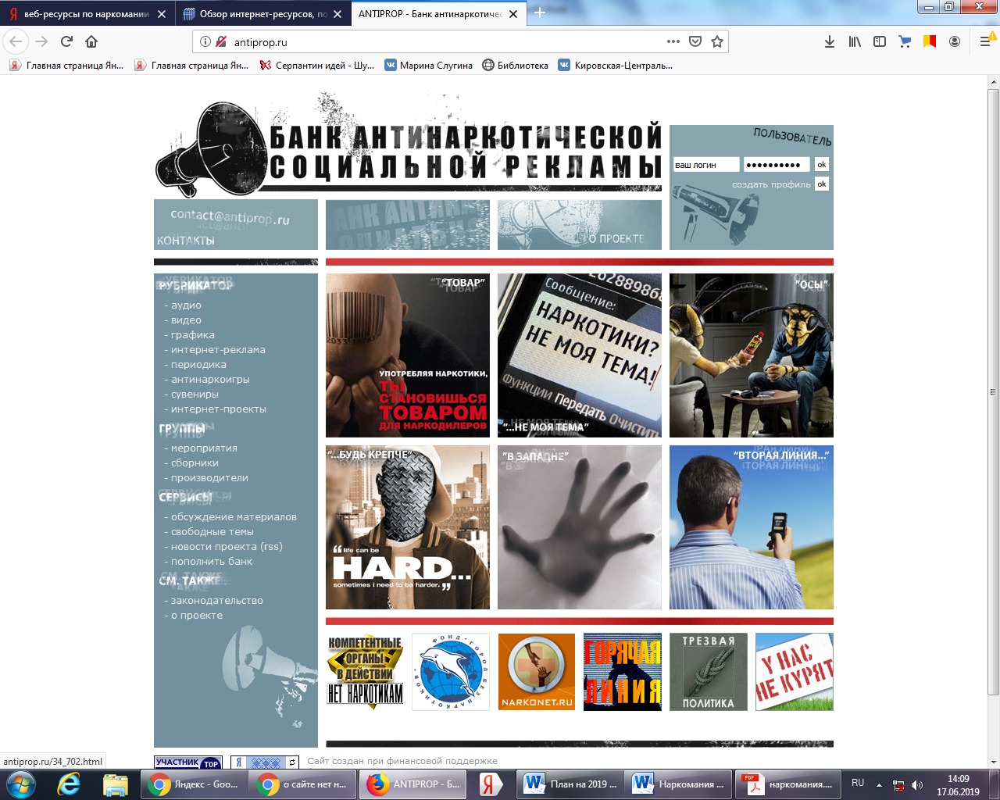 веб-ресурсы по наркомании
Обзор интернет-ресурсов, по
ANTIPROP - Банк антинаркотичес
antiprop.ru
Главная страница Ян...
Главная страница Ян...
Серпантин идей - Шу...
Марина Слугина
Библиотека
Кировская-Централь...
БАНК АНТИНАРКОТИЧЕСКОЙ
СОЦИАЛЬНОЙ РЕКЛАМЫ
ПОЛЬЗОВАТЕЛЬ
ваш логин
ok
создать профиль ok
contact@antiprop.ru
КОНТАКТЫ
О ПРОЕКТЕ
РУБРИКАТОР
- аудио
- видео
- графика
- интернет-реклама
- периодика
- антинаркоигры
- сувениры
- интернет-проекты
ГРУППЫ
- мероприятия
- сборники
- производители
СЕРВИСЫ
- обсуждение материалов
- свободные темы
- новости проекта (rss)
- пополнить банк
СМ. ТАКЖЕ
- законодательство
- о проекте
"ТОВАР"
УПОТРЕБЛЯЯ НАРКОТИКИ,
ТЫ
СТАНОВИШЬСЯ
ТОВАРОМ
ДЛЯ НАРКОДИЛЕРОВ
Сообщение:
НАРКОТИКИ?
НЕ МОЯ ТЕМА!
Функции Передать Очистить
"...НЕ МОЯ ТЕМА"
"ОСЫ"
"...БУДЬ КРЕПЧЕ"
"life can be
HARD...
sometimes i need to be harder."
"В ЗАПАДНЕ"
"ВТОРАЯ ЛИНИЯ..."
КОМПЕТЕНТНЫЕ
ОРГАНЫ
В ДЕЙСТВИИ
НЕТ НАРКОТИКАМ
ФОНД-ГОРОД БЕЗ НАРКОТИКОВ
NARKONET.RU
ГОРЯЧАЯ
ЛИНИЯ
ТРЕЗВАЯ
ПОЛИТИКА
У НАС
НЕ КУРЯТ
antiprop.ru/34_702.html
УЧАСТНИК
TOP
Я
Сайт создан при финансовой поддержке
Яндекс - Goo...
о сайте нет н...
ANTIPROP - Б...
План на 2019 ...
Наркомания ...
PDF
наркомания....
RU
14:09
17.06.2019